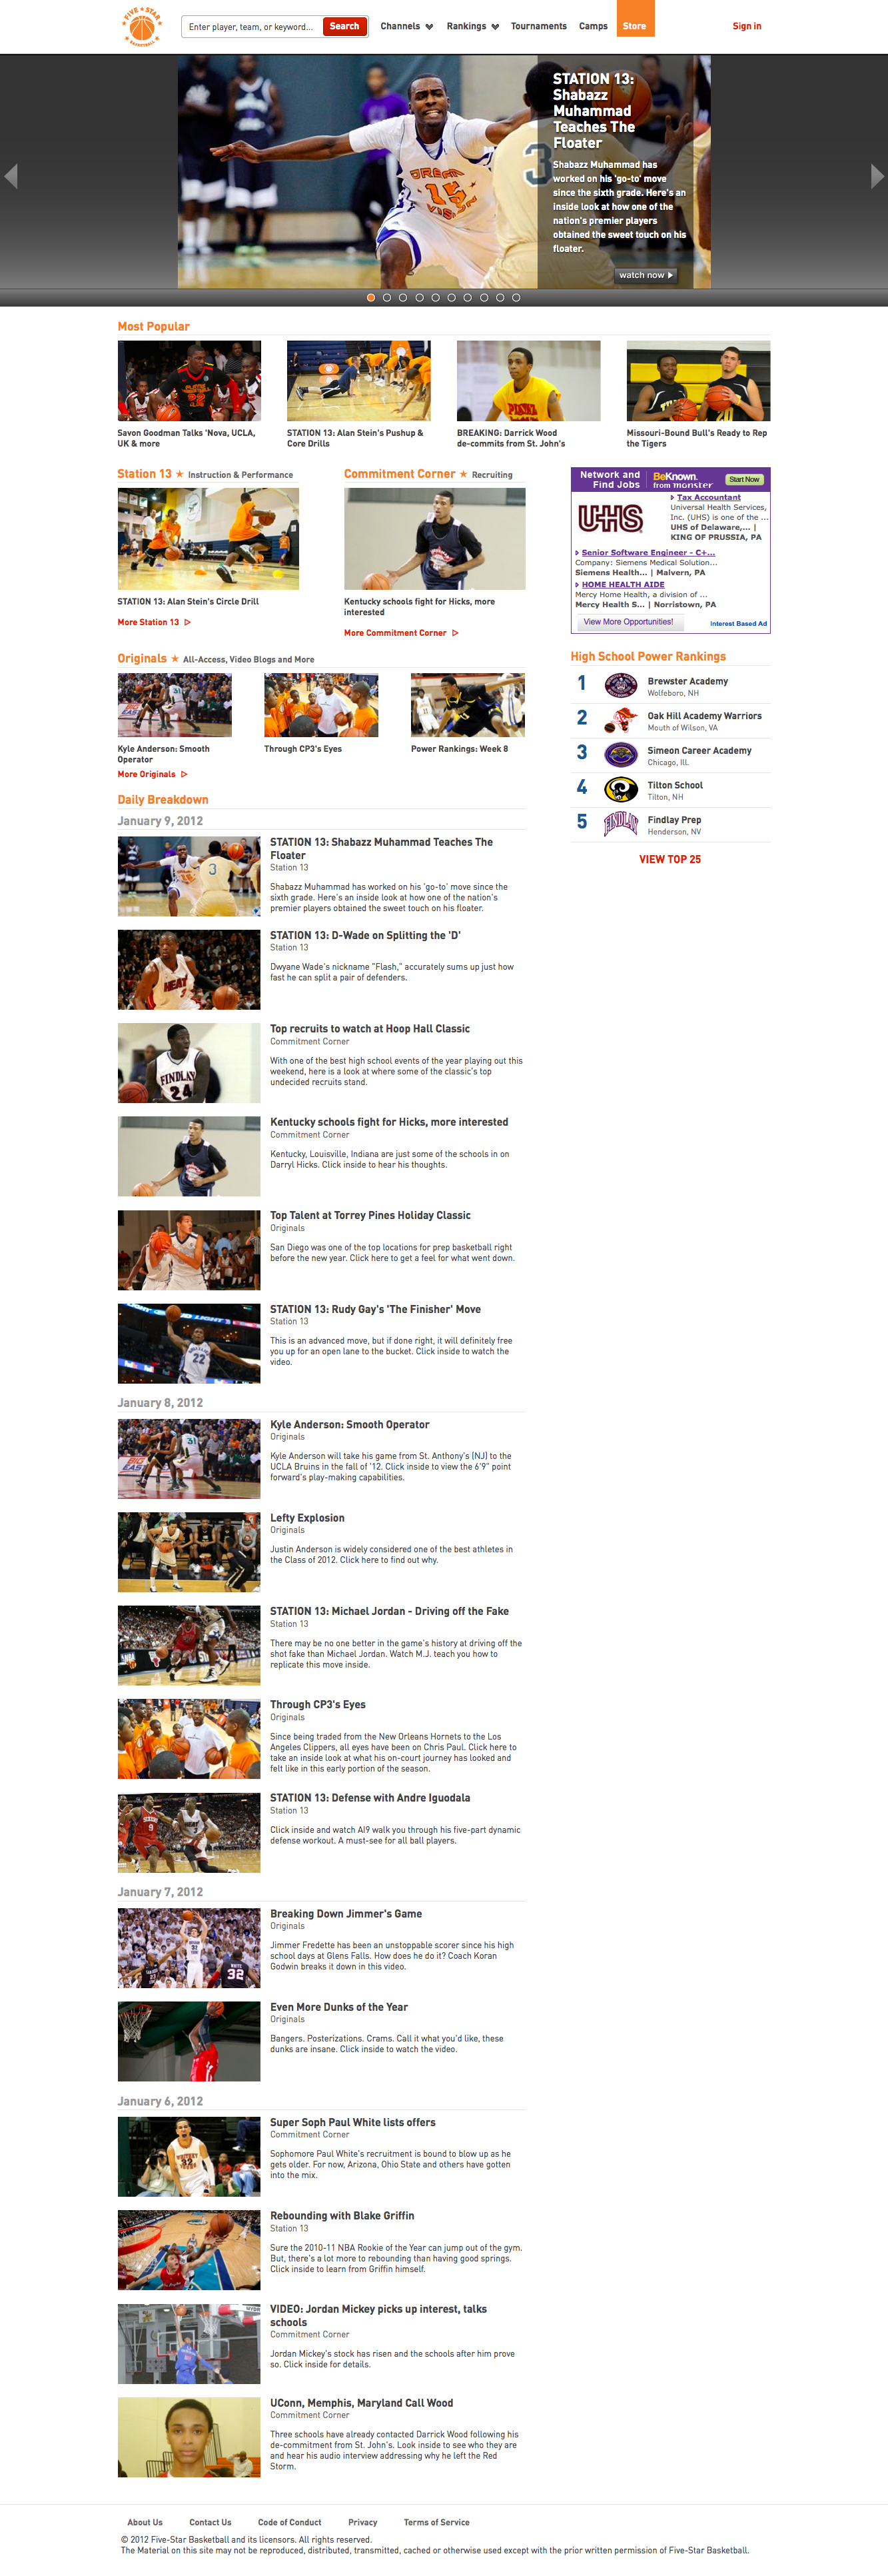 FIVE-STAR
BASKETBALL
Enter player, team, or keyword...
Search
Channels
Rankings
Tournaments
Camps
Store
Sign in
STATION 13:
Shabazz
Muhammad
Teaches The
Floater
Shabazz Muhammad has
worked on his 'go-to' move
since the sixth grade. Here's an
inside look at how one of the
nation's premier players
obtained the sweet touch on his
floater.
watch now
DREAM
15
VISION
3
Most Popular
Savon Goodman Talks 'Nova, UCLA,
UK & more
STATION 13: Alan Stein's Pushup &
Core Drills
BREAKING: Darrick Wood
de-commits from St. John's
Missouri-Bound Bull's Ready to Rep
the Tigers
Station 13 ★ Instruction & Performance
STATION 13: Alan Stein's Circle Drill
More Station 13
Commitment Corner ★ Recruiting
Kentucky schools fight for Hicks, more
interested
More Commitment Corner
Network and
Find Jobs
BeKnown.
from monster
Start Now
UHS
Tax Accountant
Universal Health Services,
Inc. (UHS) is one of the ...
UHS of Delaware,... |
KING OF PRUSSIA, PA
Senior Software Engineer - C+...
Company: Siemens Medical Solution...
Siemens Health... | Malvern, PA
HOME HEALTH AIDE
Mercy Home Health, a division of ...
Mercy Health S... | Norristown, PA
View More Opportunities!
Interest Based Ad
Originals ★ All-Access, Video Blogs and More
Kyle Anderson: Smooth
Operator
Through CP3's Eyes
Power Rankings: Week 8
More Originals
High School Power Rankings
1
Brewster Academy
Wolfeboro, NH
2
Oak Hill Academy Warriors
Mouth of Wilson, VA
3
Simeon Career Academy
Chicago, Ill.
4
Tilton School
Tilton, NH
5
FINDLAY
Findlay Prep
Henderson, NV
VIEW TOP 25
Daily Breakdown
January 9, 2012
STATION 13: Shabazz Muhammad Teaches The
Floater
Station 13
Shabazz Muhammad has worked on his 'go-to' move since the
sixth grade. Here's an inside look at how one of the nation's
premier players obtained the sweet touch on his floater.
STATION 13: D-Wade on Splitting the 'D'
Station 13
Dwyane Wade's nickname "Flash," accurately sums up just how
fast he can split a pair of defenders.
HEAT
Top recruits to watch at Hoop Hall Classic
Commitment Corner
With one of the best high school events of the year playing out this
weekend, here is a look at where some of the classic's top
undecided recruits stand.
FINDLAY
24
Kentucky schools fight for Hicks, more interested
Commitment Corner
Kentucky, Louisville, Indiana are just some of the schools in on
Darryl Hicks. Click inside to hear his thoughts.
Top Talent at Torrey Pines Holiday Classic
Originals
San Diego was one of the top locations for prep basketball right
before the new year. Click here to get a feel for what went down.
STATION 13: Rudy Gay's 'The Finisher' Move
Station 13
This is an advanced move, but if done right, it will definitely free
you up for an open lane to the bucket. Click inside to watch the
video.
22
January 8, 2012
Kyle Anderson: Smooth Operator
Originals
Kyle Anderson will take his game from St. Anthony's (NJ) to the
UCLA Bruins in the fall of '12. Click inside to view the 6'9" point
forward's play-making capabilities.
BIG
EAST
31
Lefty Explosion
Originals
Justin Anderson is widely considered one of the best athletes in
the Class of 2012. Click here to find out why.
STATION 13: Michael Jordan - Driving off the Fake
Station 13
There may be no one better in the game's history at driving off the
shot fake than Michael Jordan. Watch M.J. teach you how to
replicate this move inside.
Through CP3's Eyes
Originals
Since being traded from the New Orleans Hornets to the Los
Angeles Clippers, all eyes have been on Chris Paul. Click here to
take an inside look at what his on-court journey has looked and
felt like in this early portion of the season.
STATION 13: Defense with Andre Iguodala
Station 13
Click inside and watch AI9 walk you through his five-part dynamic
defense workout. A must-see for all ball players.
9
January 7, 2012
Breaking Down Jimmer's Game
Originals
Jimmer Fredette has been an unstoppable scorer since his high
school days at Glens Falls. How does he do it? Coach Koran
Godwin breaks it down in this video.
32
Even More Dunks of the Year
Originals
Bangers. Posterizations. Crams. Call it what you'd like, these
dunks are insane. Click inside to watch the video.
January 6, 2012
Super Soph Paul White lists offers
Commitment Corner
Sophomore Paul White's recruitment is bound to blow up as he
gets older. For now, Arizona, Ohio State and others have gotten
into the mix.
Rebounding with Blake Griffin
Station 13
Sure the 2010-11 NBA Rookie of the Year can jump out of the gym.
But, there's a lot more to rebounding than having good springs.
Click inside to learn from Griffin himself.
VIDEO: Jordan Mickey picks up interest, talks
schools
Commitment Corner
Jordan Mickey's stock has risen and the schools after him prove
so. Click inside for details.
UConn, Memphis, Maryland Call Wood
Commitment Corner
Three schools have already contacted Darrick Wood following his
de-commitment from St. John's. Look inside to see who they are
and hear his audio interview addressing why he left the Red
Storm.
About Us
Contact Us
Code of Conduct
Privacy
Terms of Service
© 2012 Five-Star Basketball and its licensors. All rights reserved.
The Material on this site may not be reproduced, distributed, transmitted, cached or otherwise used except with the prior written permission of Five-Star Basketball.